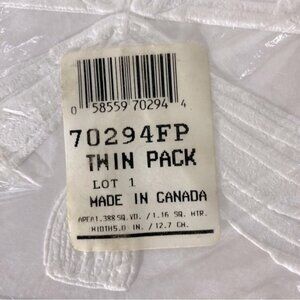 0 58559 70294 4
70294FP
TWIN PACK
LOT 1
MADE IN CANADA
AREA1.388SQ.YD. /1.16 SQ. MTR.
WIDTH5.0 IN. /12.7 CM.